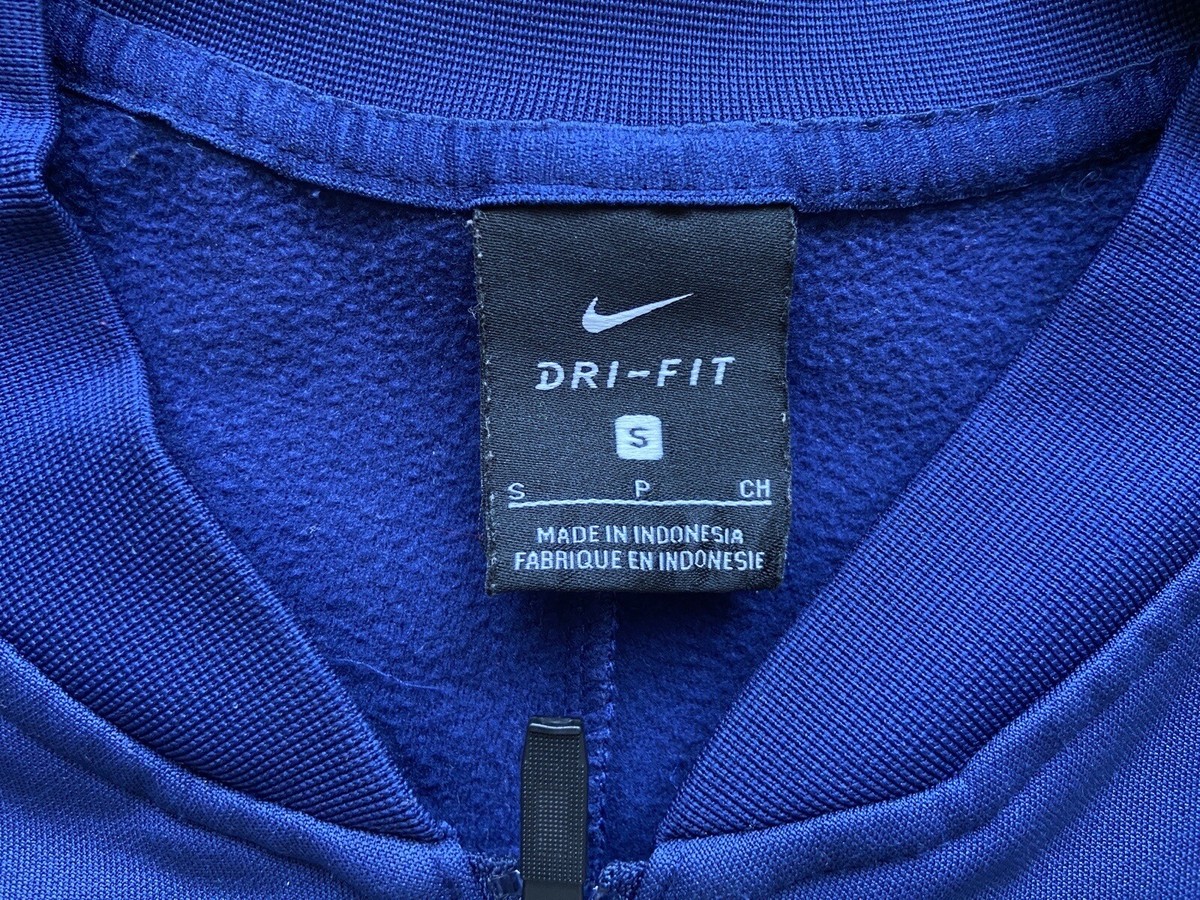 DRI-FIT
S
S P CH
MADE IN INDONESIA
FABRIQUE EN INDONESIE